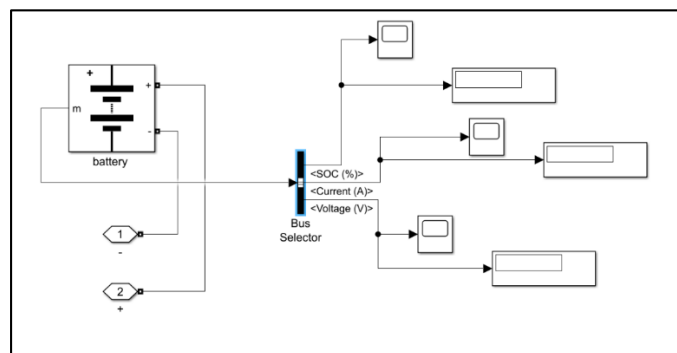 +
+
m
-
battery
<SOC (%)>
<Current (A)>
<Voltage (V)>
Bus
Selector
1
-
2
+